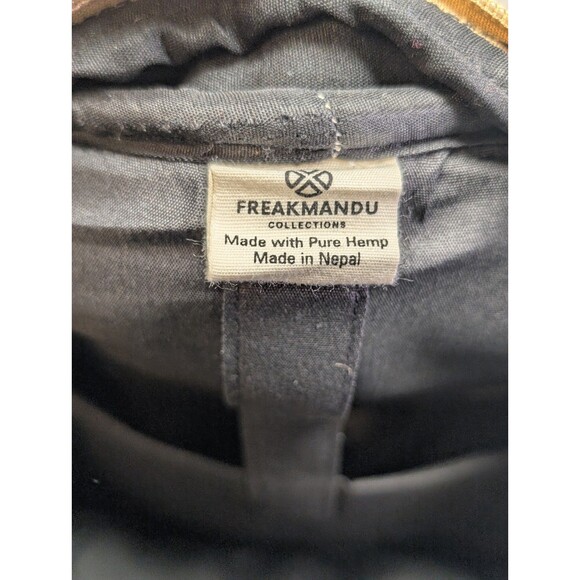 FREAKMANDU
COLLECTIONS
Made with Pure Hemp
Made in Nepal